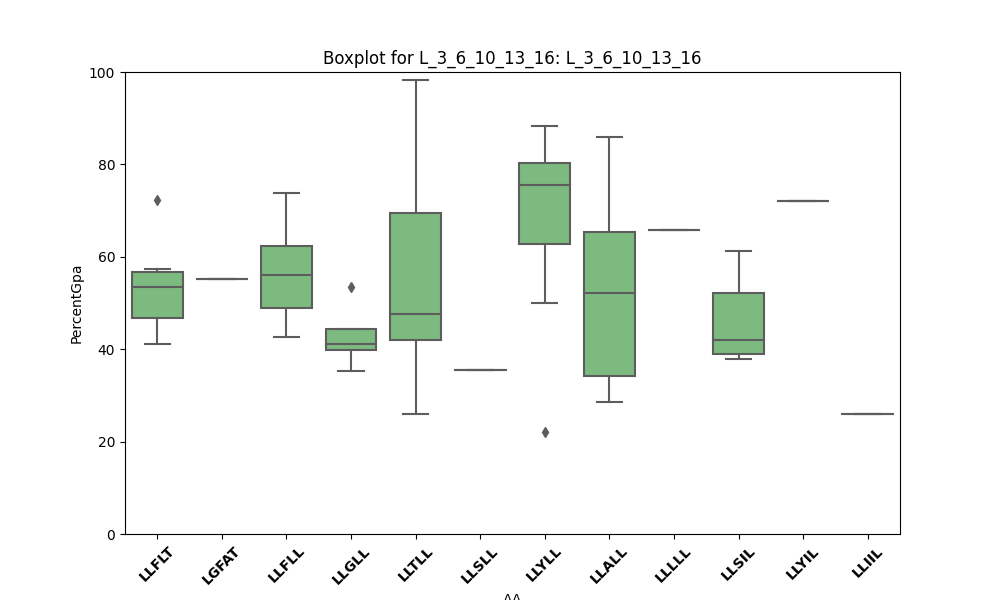 Boxplot for L_3_6_10_13_16: L_3_6_10_13_16
PercentGpa
100
80
60
40
20
0
LLFLT LGFAT LLFLL LLGLL LLTLL LLSLL LLYLL LLALL LLLLL LLSIL LLYIL LLIIL
AA